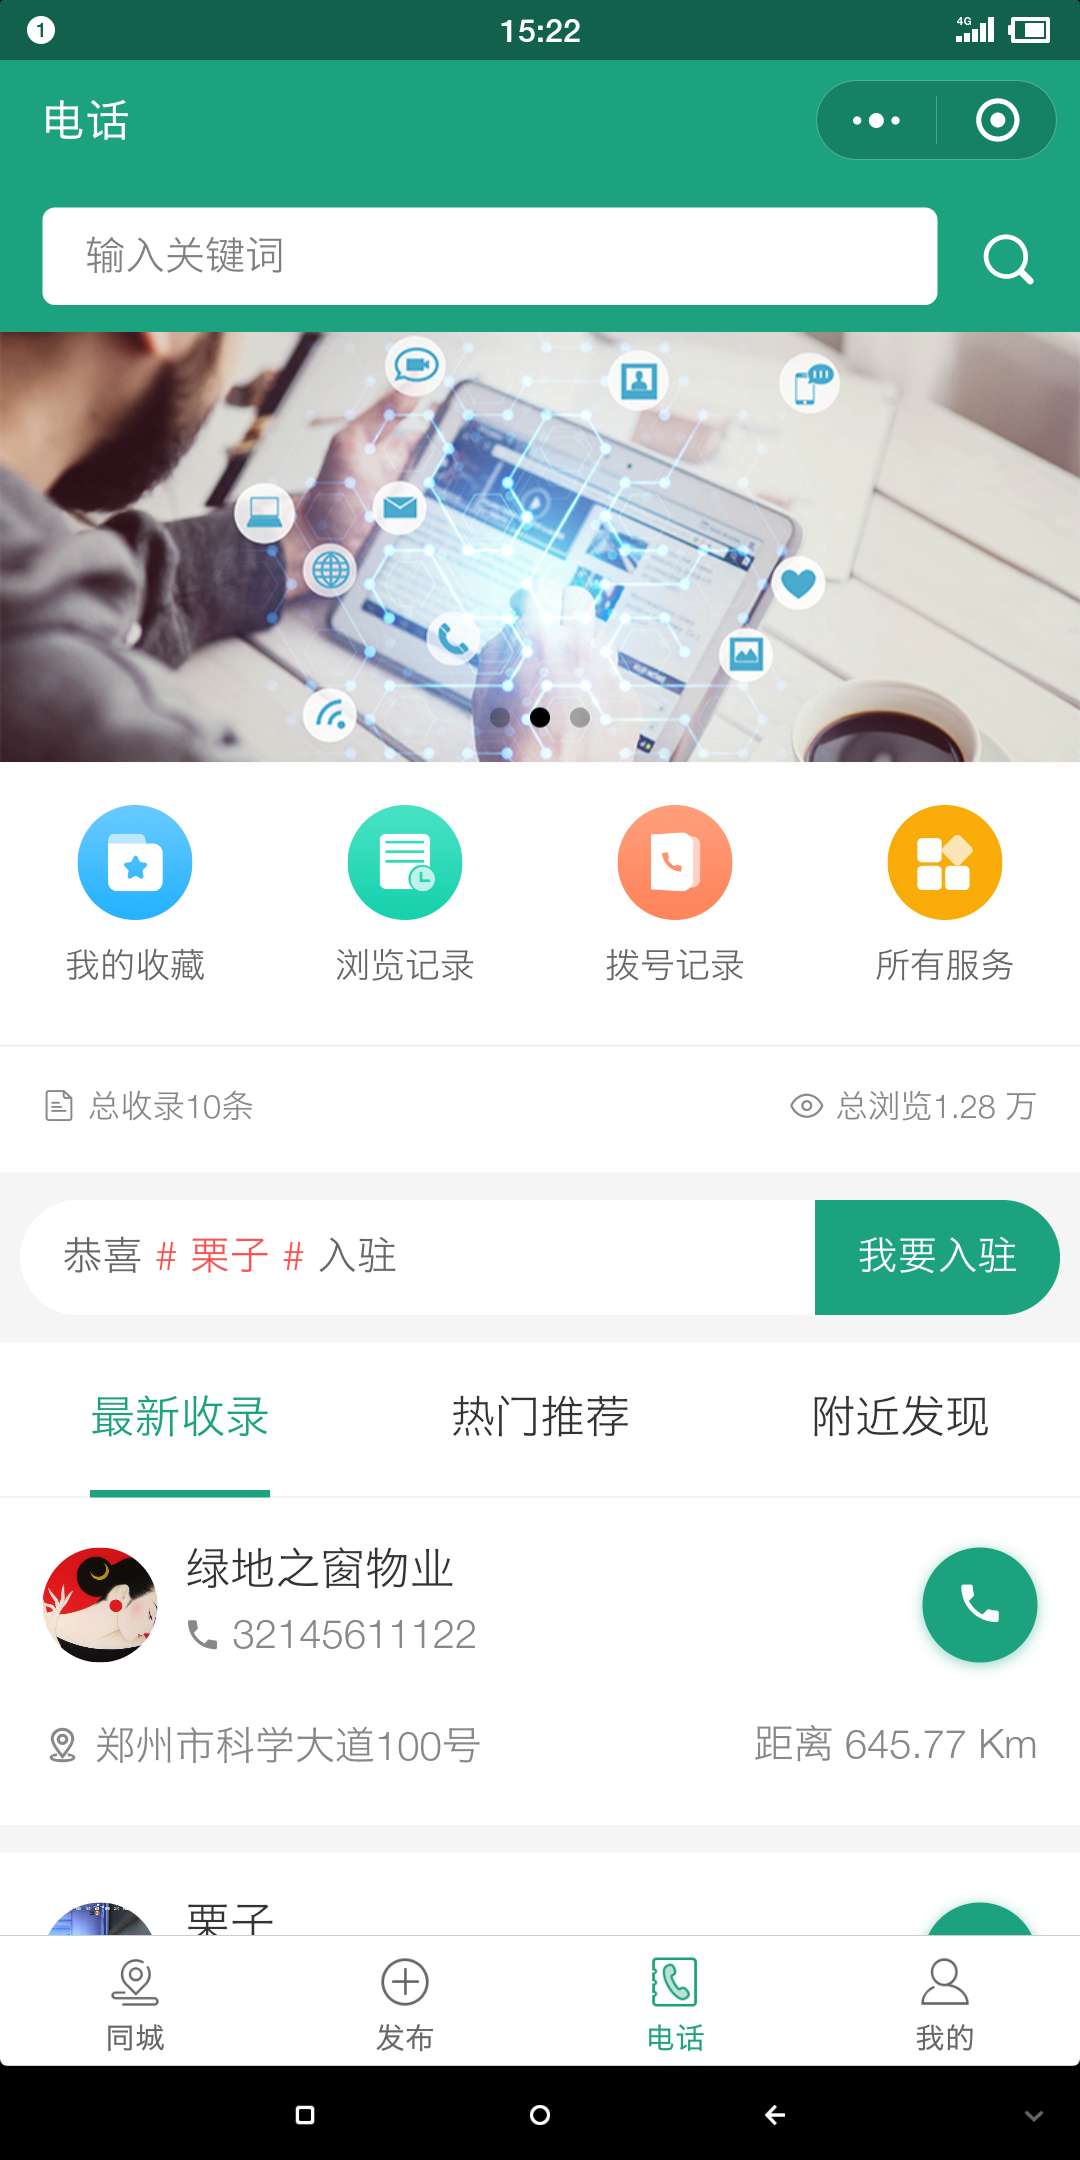 1
15:22
4G
电话
输入关键词
我的收藏
浏览记录
拨号记录
所有服务
总收录10条
总浏览1.28 万
恭喜 # 栗子 # 入驻
我要入驻
最新收录
热门推荐
附近发现
绿地之窗物业
32145611122
郑州市科学大道100号
距离 645.77 Km
栗子
同城
发布
电话
我的